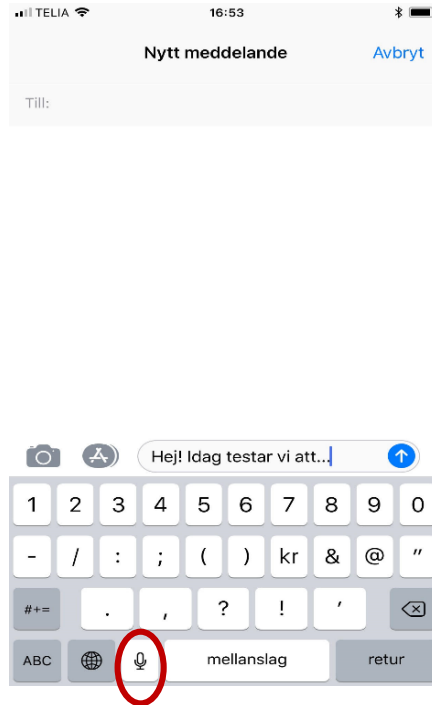 TELIA 16:53
Nytt meddelande Avbryt
Till:
Hej! Idag testar vi att...
1 2 3 4 5 6 7 8 9 0
- / : ; ( ) kr & @ "
#+= . , ? ! ' 
ABC mellanslag retur